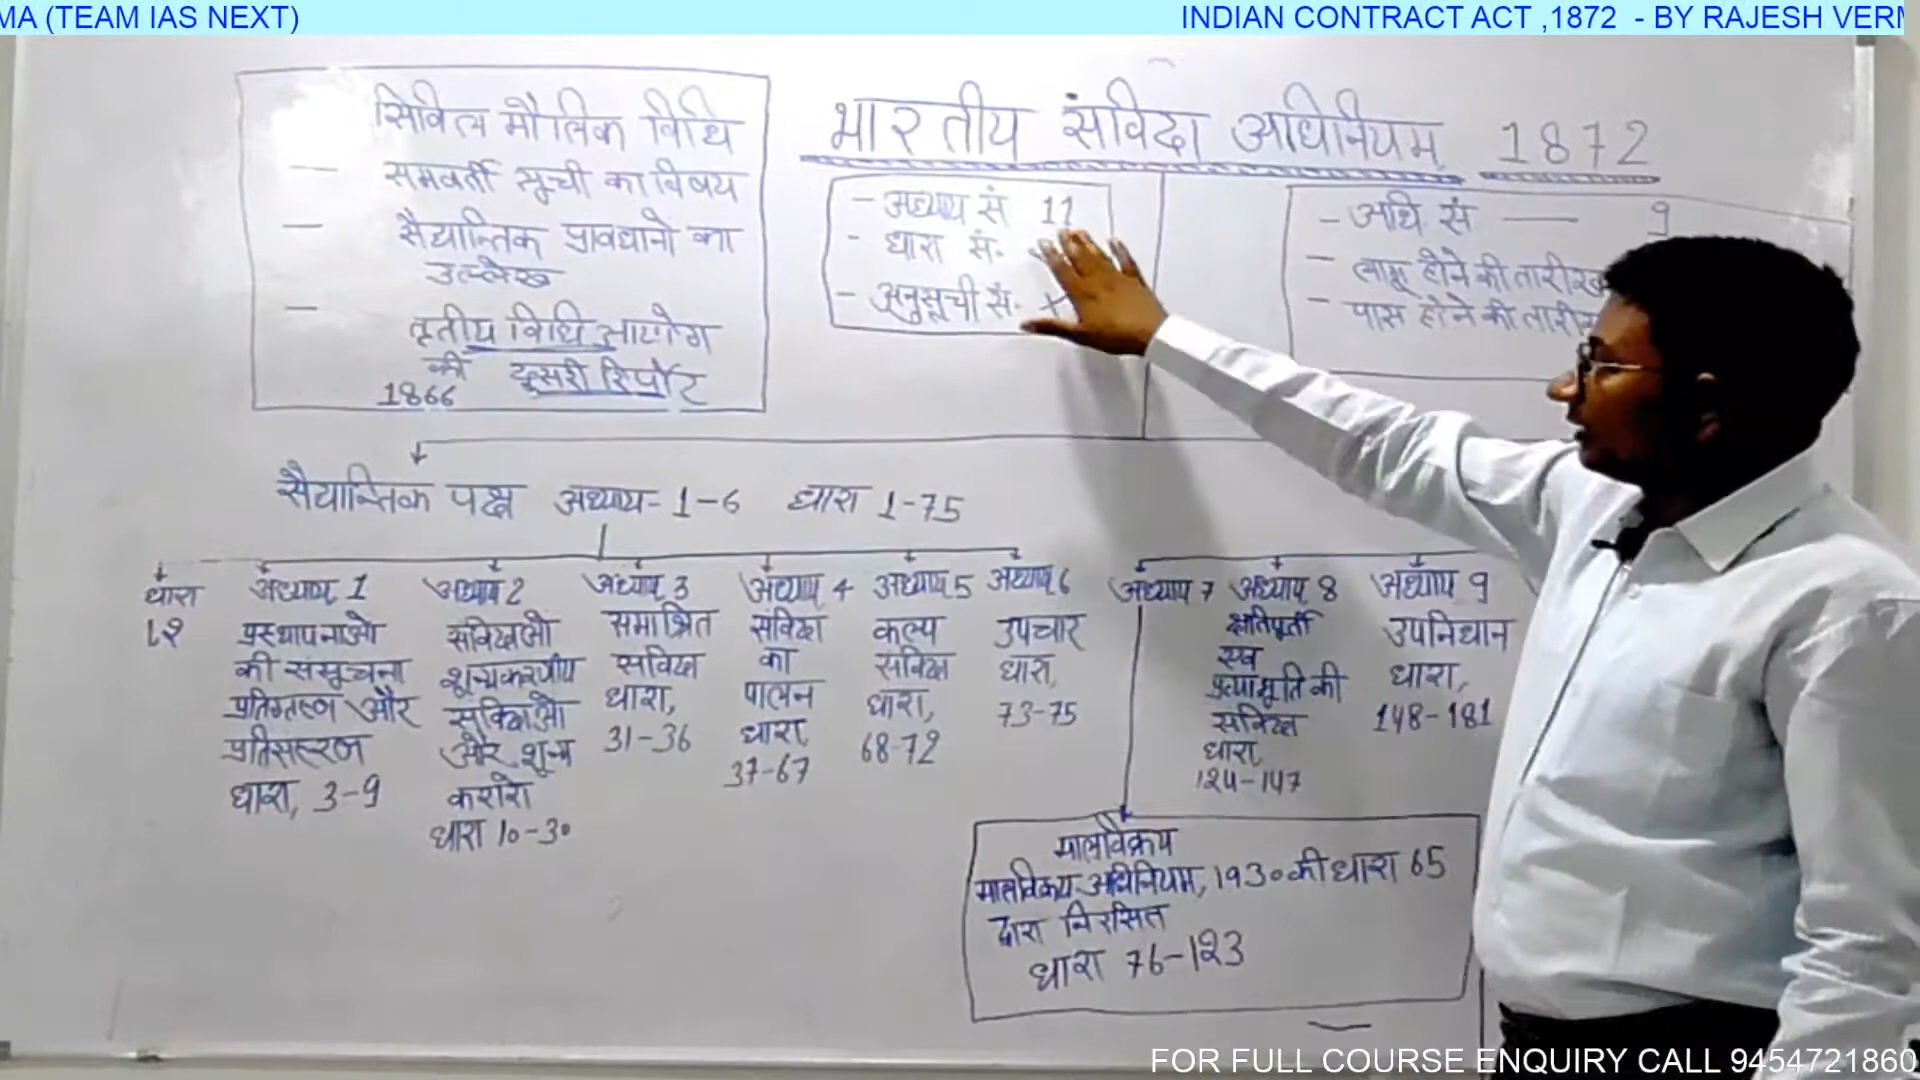 MA (TEAM IAS NEXT)
INDIAN CONTRACT ACT ,1872 - BY RAJESH VERM
भारतीय संविदा अधिनियम 1872
सिविल मौलिक विधि
— समवर्ती सूची का विषय
— सैद्यान्तिक प्रावधानो का
उल्लेख
— तृतीय विधि आयोग
की दूसरी रिपोर्ट
1866
- अध्याय सं 11
- धारा सं.
- अनुसूची सं.
- अधि सं — 9
- लागू होने की तारीख
- पास होने की तारीख
सैद्यान्तिक पक्ष अध्याय- 1-6 धारा 1-75
धारा
1,2
अध्याय 1
प्रस्थापनाओ
की संसूचना
प्रतिग्रहण और
प्रतिसंहरण
धारा, 3-9
अध्याय 2
संविदाओ
शून्यकरणीय
संविदाओ
और शून्य
करारो
धारा 10-30
अध्याय 3
समाश्रित
संविदा
धारा,
31-36
अध्याय 4
संविदा
का
पालन
धारा,
37-67
अध्याय 5
कल्प
संविदा
धारा,
68-72
अध्याय 6
उपचार
धारा,
73-75
अध्याय 7
अध्याय 8
क्षतिपूर्ती
एवं
प्रत्याभूति की
संविदा
धारा,
124-147
अध्याय 9
उपनिधान
धारा,
148-181
मालविक्रय
मालविक्रय अधिनियम, 1930 की धारा 65
द्वारा निरसित
धारा 76-123
FOR FULL COURSE ENQUIRY CALL 9454721860